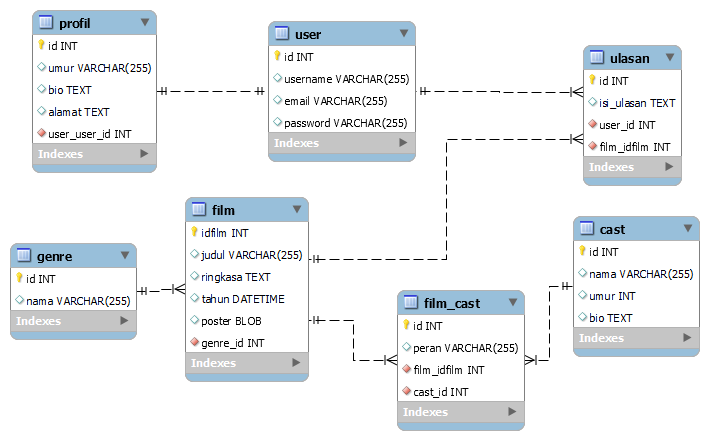 profil
id INT
umur VARCHAR(255)
bio TEXT
alamat TEXT
user_user_id INT
Indexes
user
id INT
username VARCHAR(255)
email VARCHAR(255)
password VARCHAR(255)
Indexes
ulasan
id INT
isi_ulasan TEXT
user_id INT
film_idfilm INT
Indexes
genre
id INT
nama VARCHAR(255)
Indexes
film
idfilm INT
judul VARCHAR(255)
ringkasa TEXT
tahun DATETIME
poster BLOB
genre_id INT
Indexes
film_cast
id INT
peran VARCHAR(255)
film_idfilm INT
cast_id INT
Indexes
cast
id INT
nama VARCHAR(255)
umur INT
bio TEXT
Indexes